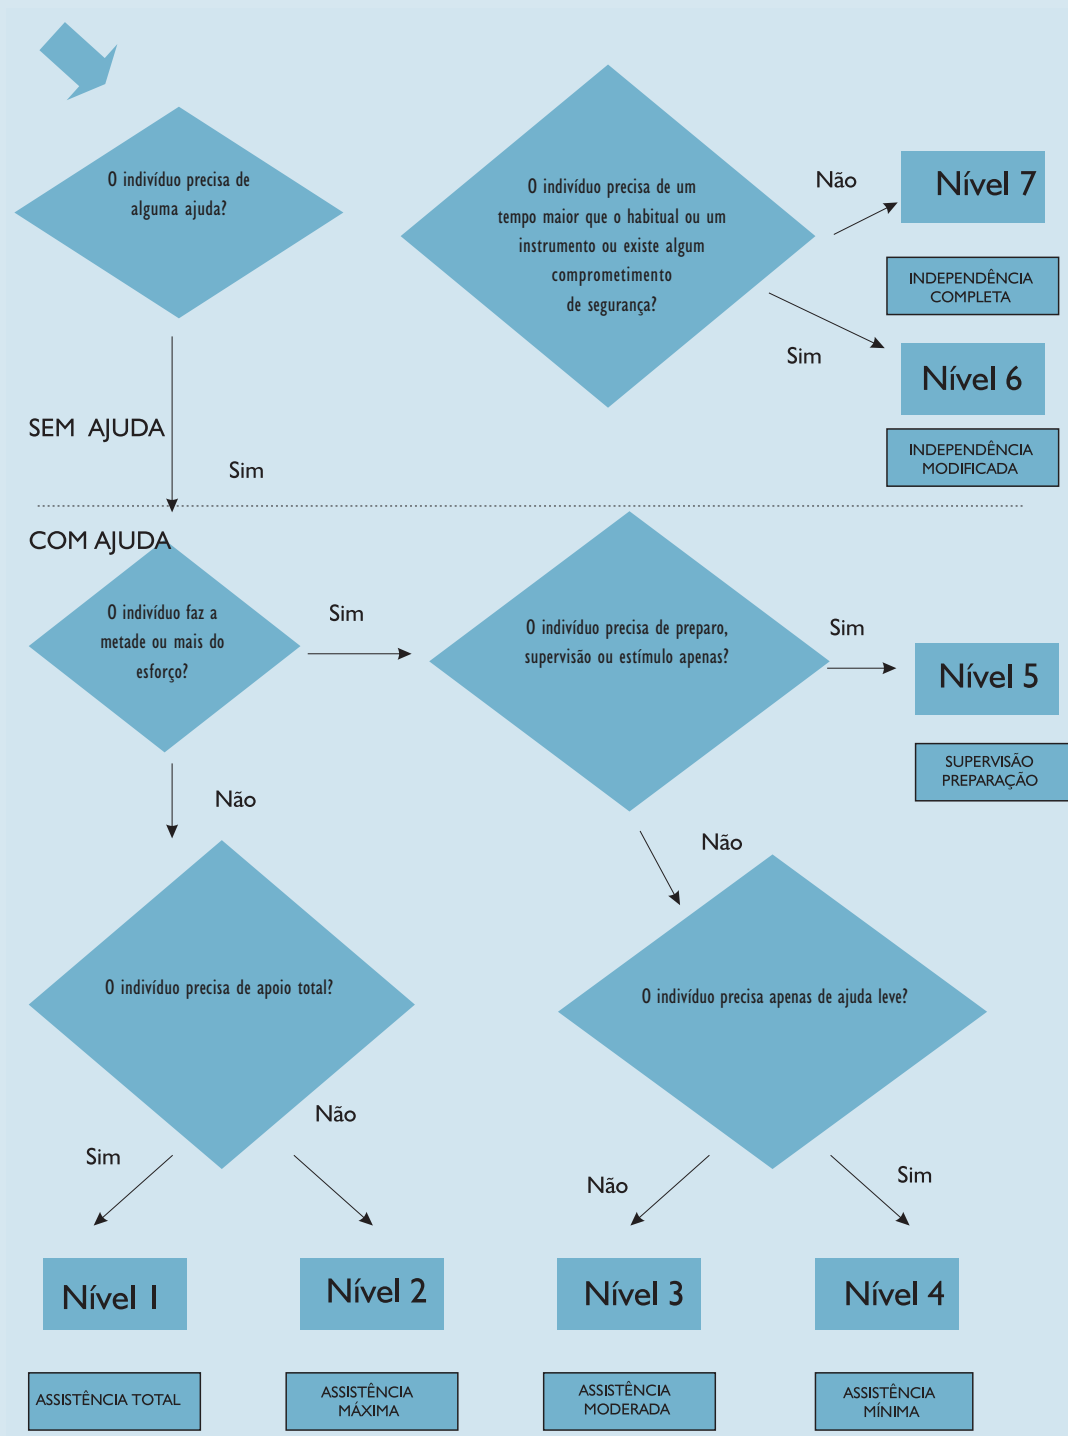 O indivíduo precisa de
alguma ajuda?
O indivíduo precisa de um
tempo maior que o habitual ou um
instrumento ou existe algum
comprometimento
de segurança?
Não
Nível 7
INDEPENDÊNCIA
COMPLETA
Sim
Nível 6
INDEPENDÊNCIA
MODIFICADA
SEM AJUDA
Sim
COM AJUDA
O indivíduo faz a
metade ou mais do
esforço?
Sim
O indivíduo precisa de preparo,
supervisão ou estímulo apenas?
Sim
Nível 5
SUPERVISÃO
PREPARAÇÃO
Não
Não
O indivíduo precisa de apoio total?
O indivíduo precisa apenas de ajuda leve?
Sim
Não
Não
Sim
Nível 1
Nível 2
Nível 3
Nível 4
ASSISTÊNCIA TOTAL
ASSISTÊNCIA
MÁXIMA
ASSISTÊNCIA
MODERADA
ASSISTÊNCIA
MÍNIMA